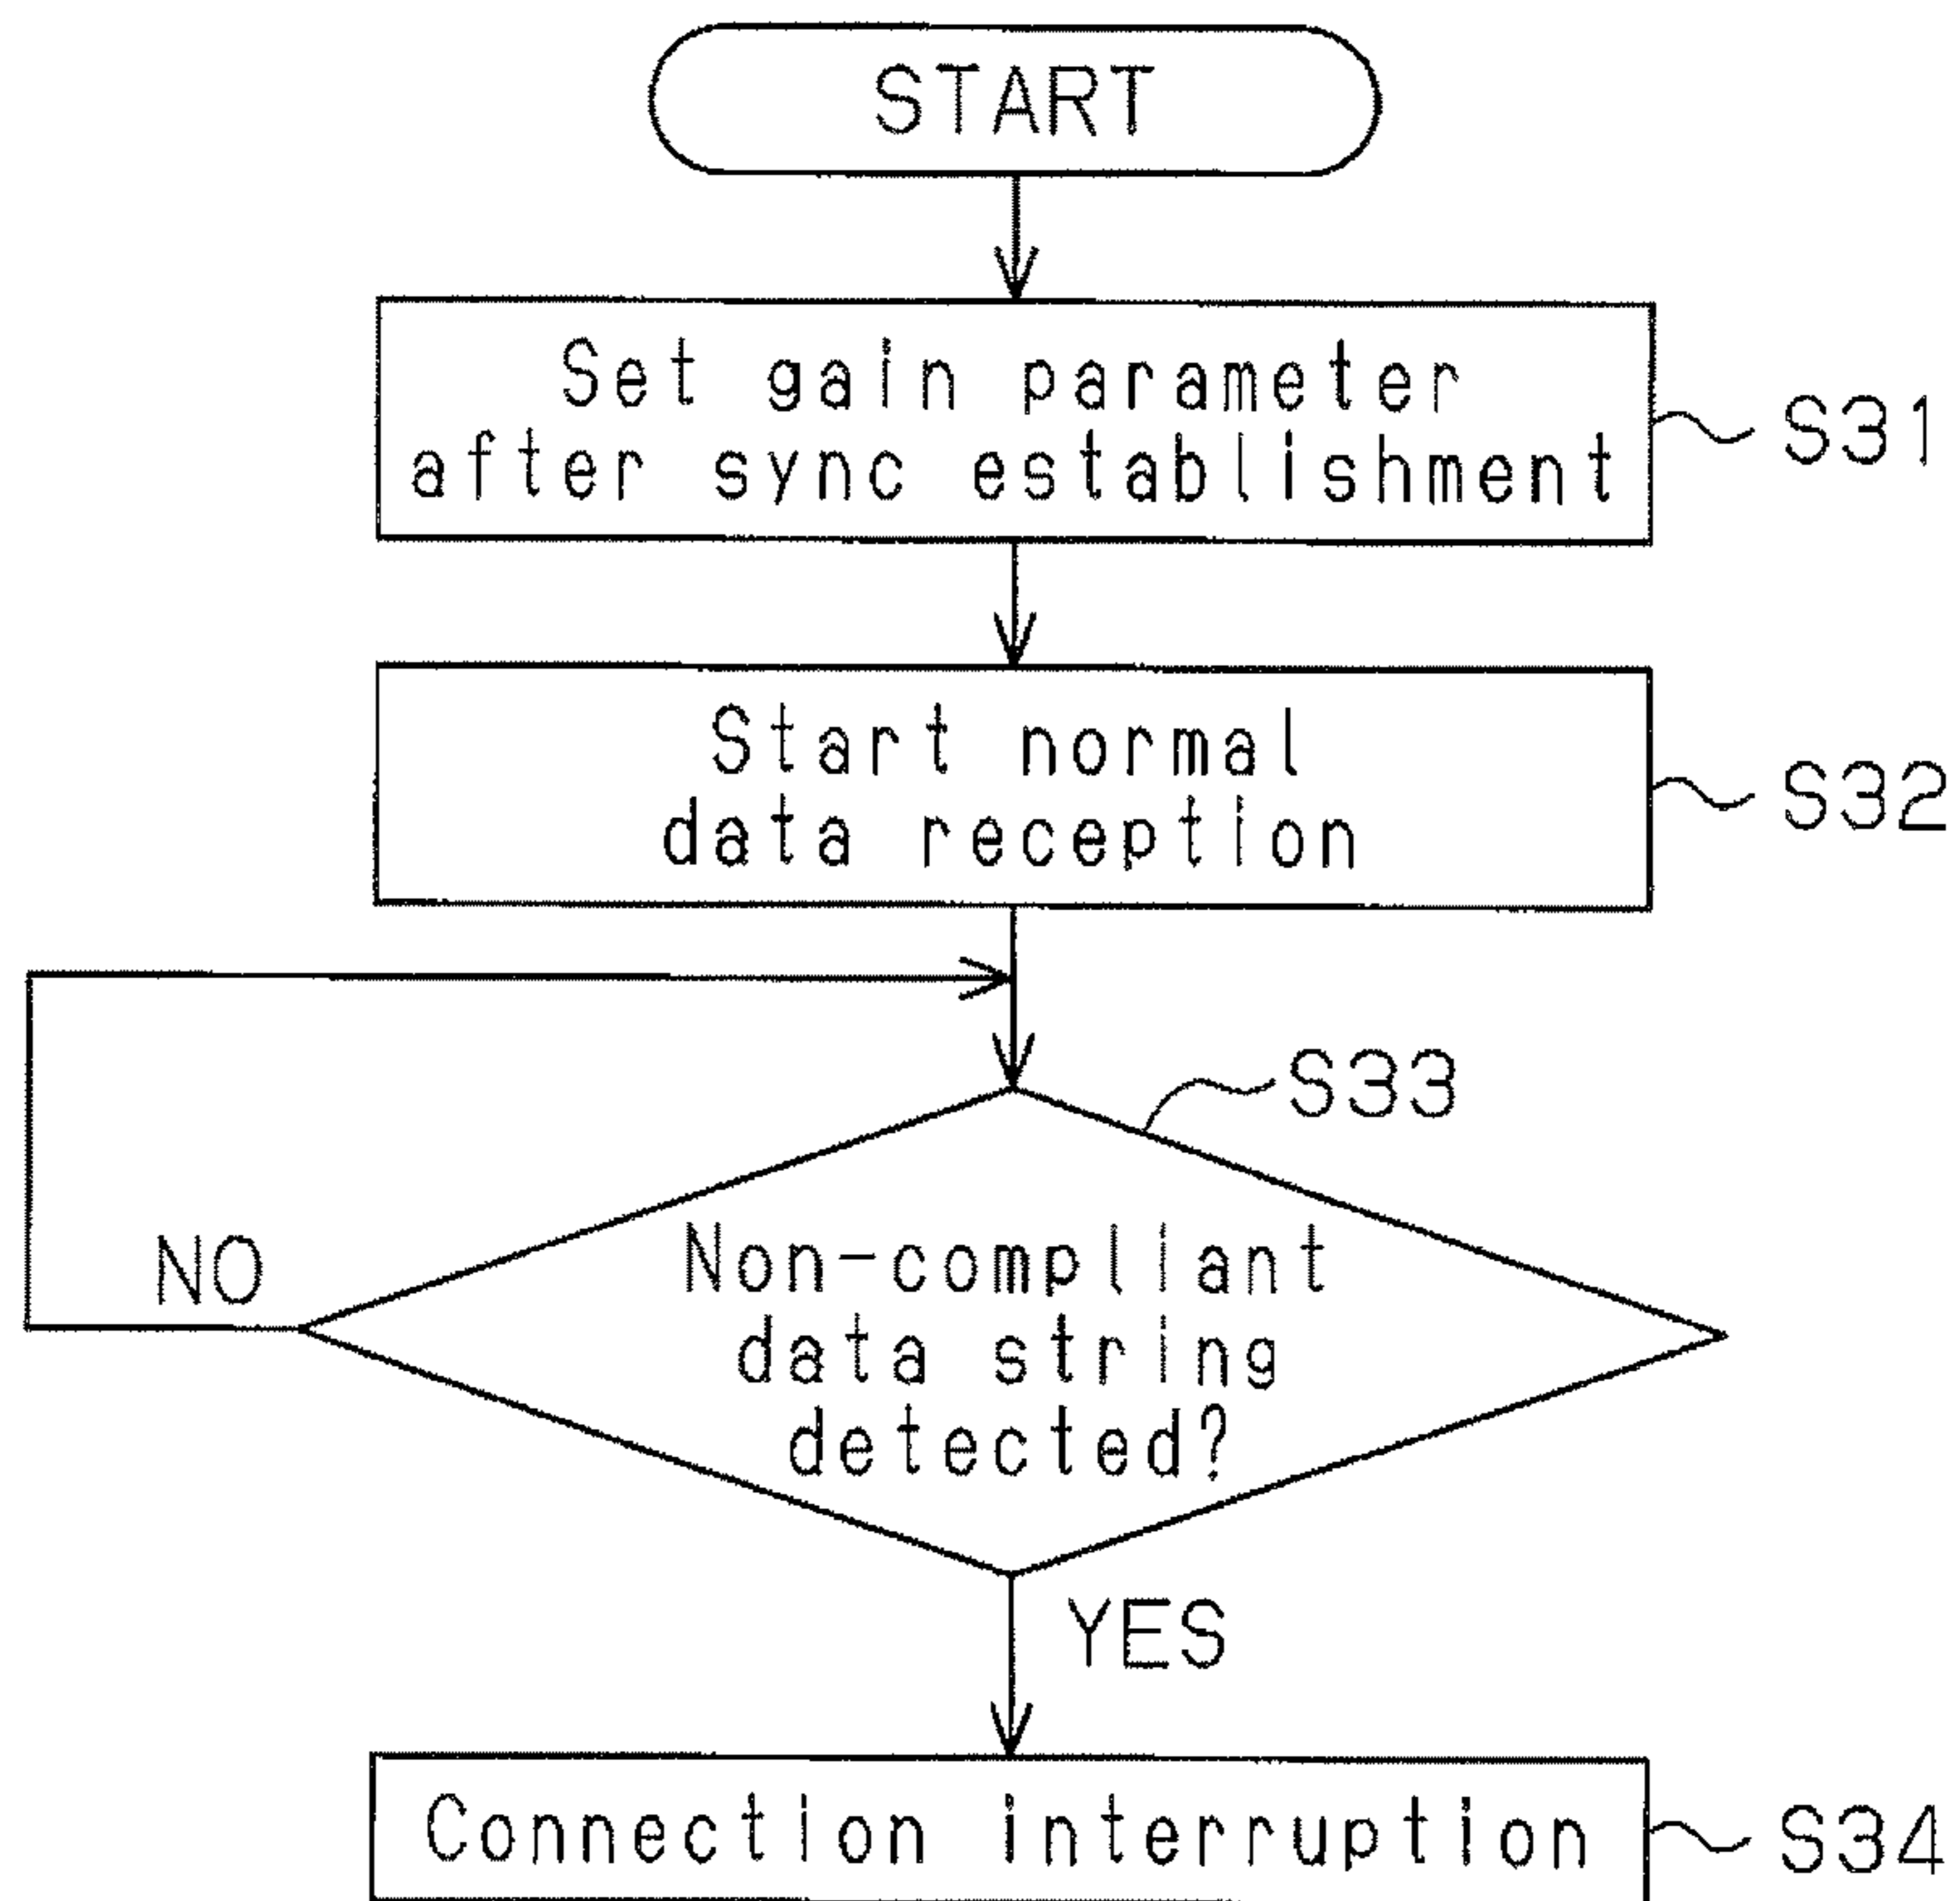 START
Set gain parameter
after sync establishment
S31
Start normal
data reception
S32
S33
NO
Non-compliant
data string
detected?
YES
Connection interruption
S34